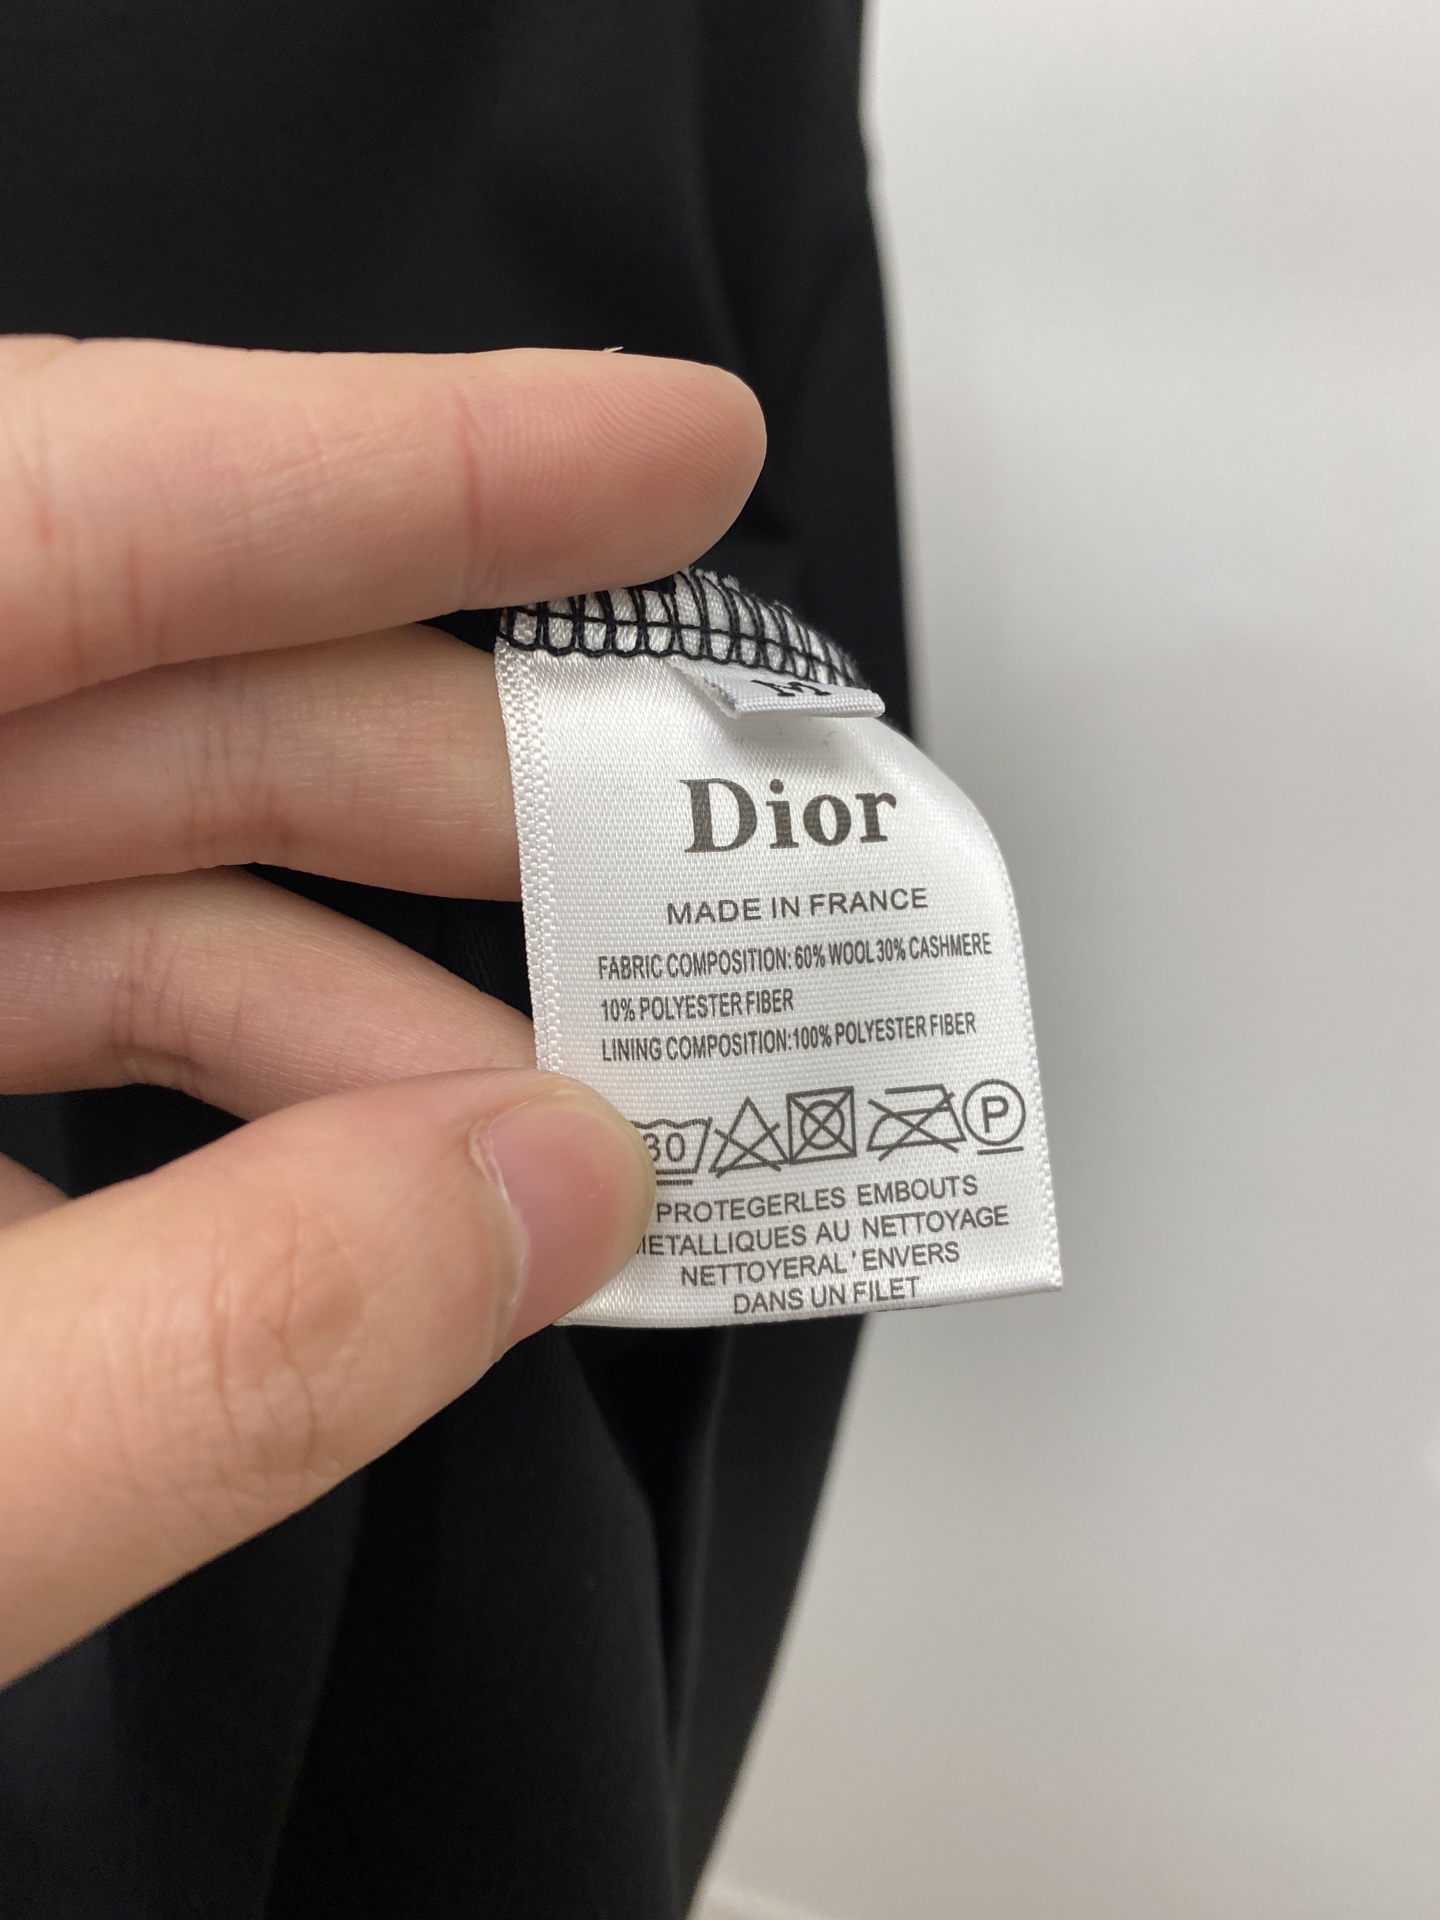 M
Dior
MADE IN FRANCE
FABRIC COMPOSITION: 60% WOOL 30% CASHMERE
10% POLYESTER FIBER
LINING COMPOSITION:100% POLYESTER FIBER
30 P
PROTEGERLES EMBOUTS
METALLIQUES AU NETTOYAGE
NETTOYERAL'ENVERS
DANS UN FILET